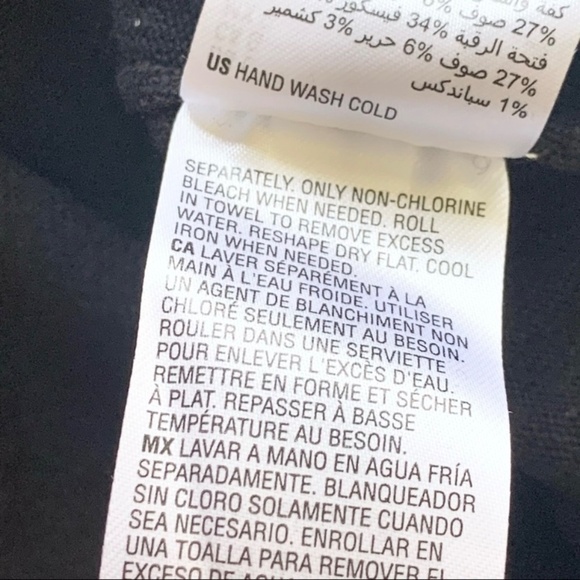 27% صوف 6%
فتحة الرقبة 34% فيسكوز
27% صوف 6% حرير 3% كشمير
1% سباندكس
US HAND WASH COLD
SEPARATELY. ONLY NON-CHLORINE
BLEACH WHEN NEEDED. ROLL
IN TOWEL TO REMOVE EXCESS
WATER. RESHAPE DRY FLAT. COOL
IRON WHEN NEEDED.
CA LAVER SÉPARÉMENT À LA
MAIN À L'EAU FROIDE. UTILISER
UN AGENT DE BLANCHIMENT NON
CHLORÉ SEULEMENT AU BESOIN.
ROULER DANS UNE SERVIETTE
POUR ENLEVER L'EXCÈS D'EAU.
REMETTRE EN FORME ET SÉCHER
À PLAT. REPASSER À BASSE
TEMPÉRATURE AU BESOIN.
MX LAVAR A MANO EN AGUA FRÍA
SEPARADAMENTE. BLANQUEADOR
SIN CLORO SOLAMENTE CUANDO
SEA NECESARIO. ENROLLAR EN
UNA TOALLA PARA REMOVER EL
EXCESO DE